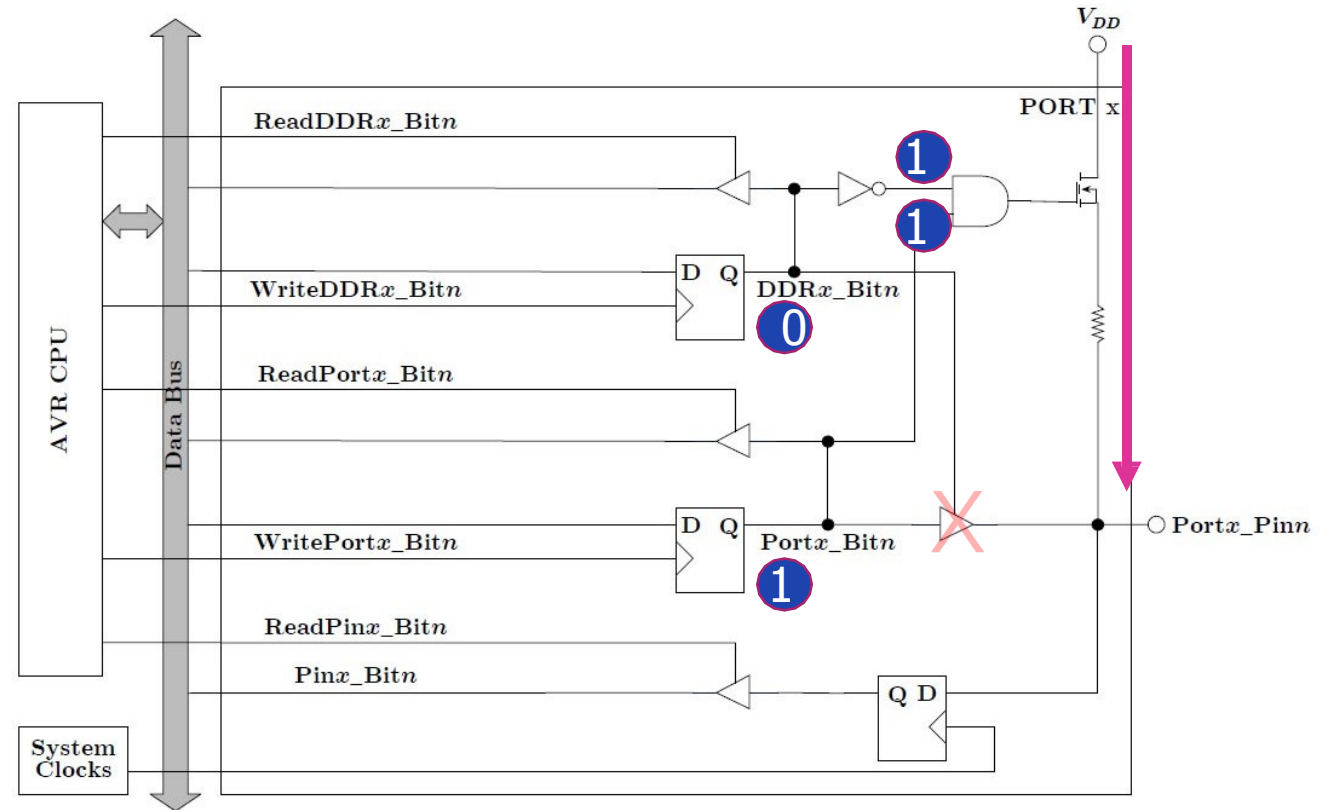 V_DD
PORT x
ReadDDRx_Bitn
1
1
D Q
DDRx_Bitn
WriteDDRx_Bitn
0
AVR CPU
Data Bus
ReadPortx_Bitn
X
D Q
Portx_Bitn
Portx_Pinn
WritePortx_Bitn
1
ReadPinx_Bitn
Pinx_Bitn
Q D
System
Clocks